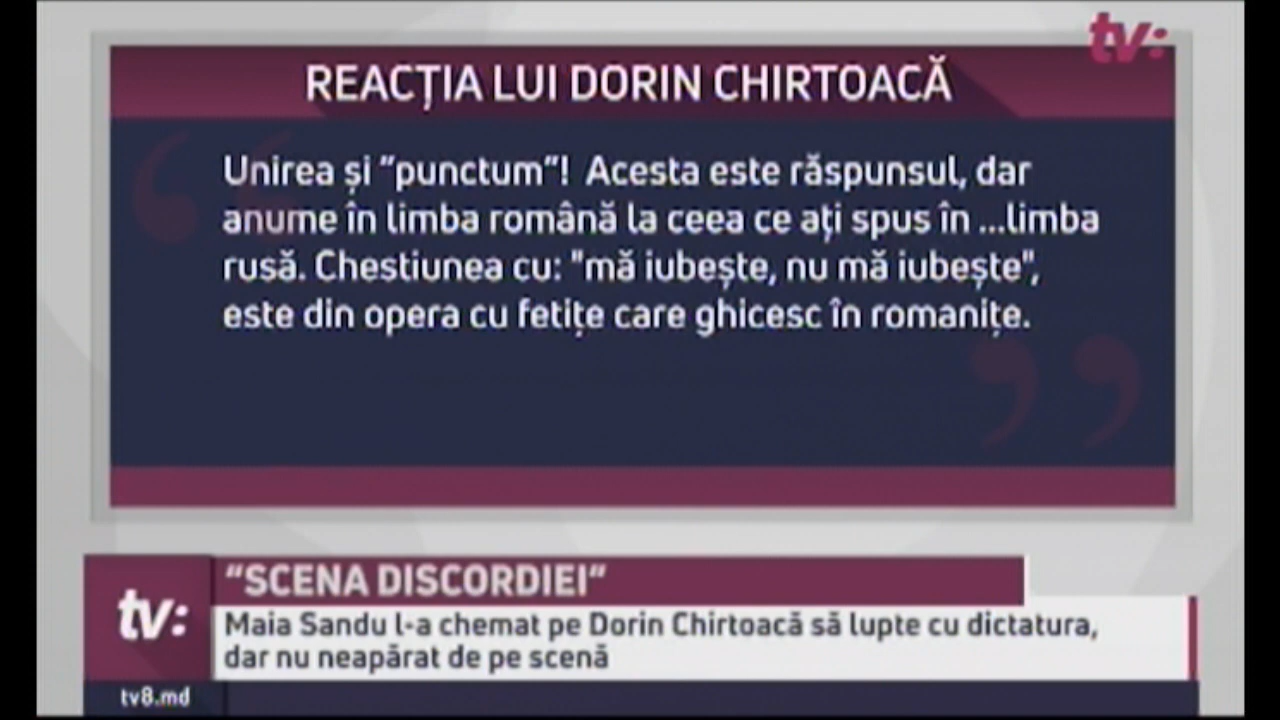 tv:
REACȚIA LUI DORIN CHIRTOACĂ
Unirea și “punctum“! Acesta este răspunsul, dar
anume în limba română la ceea ce ați spus în ...limba
rusă. Chestiunea cu: "mă iubește, nu mă iubește",
este din opera cu fetițe care ghicesc în romanițe.
“SCENA DISCORDIEI“
tv:
Maia Sandu l-a chemat pe Dorin Chirtoacă să lupte cu dictatura,
dar nu neapărat de pe scenă
tv8.md